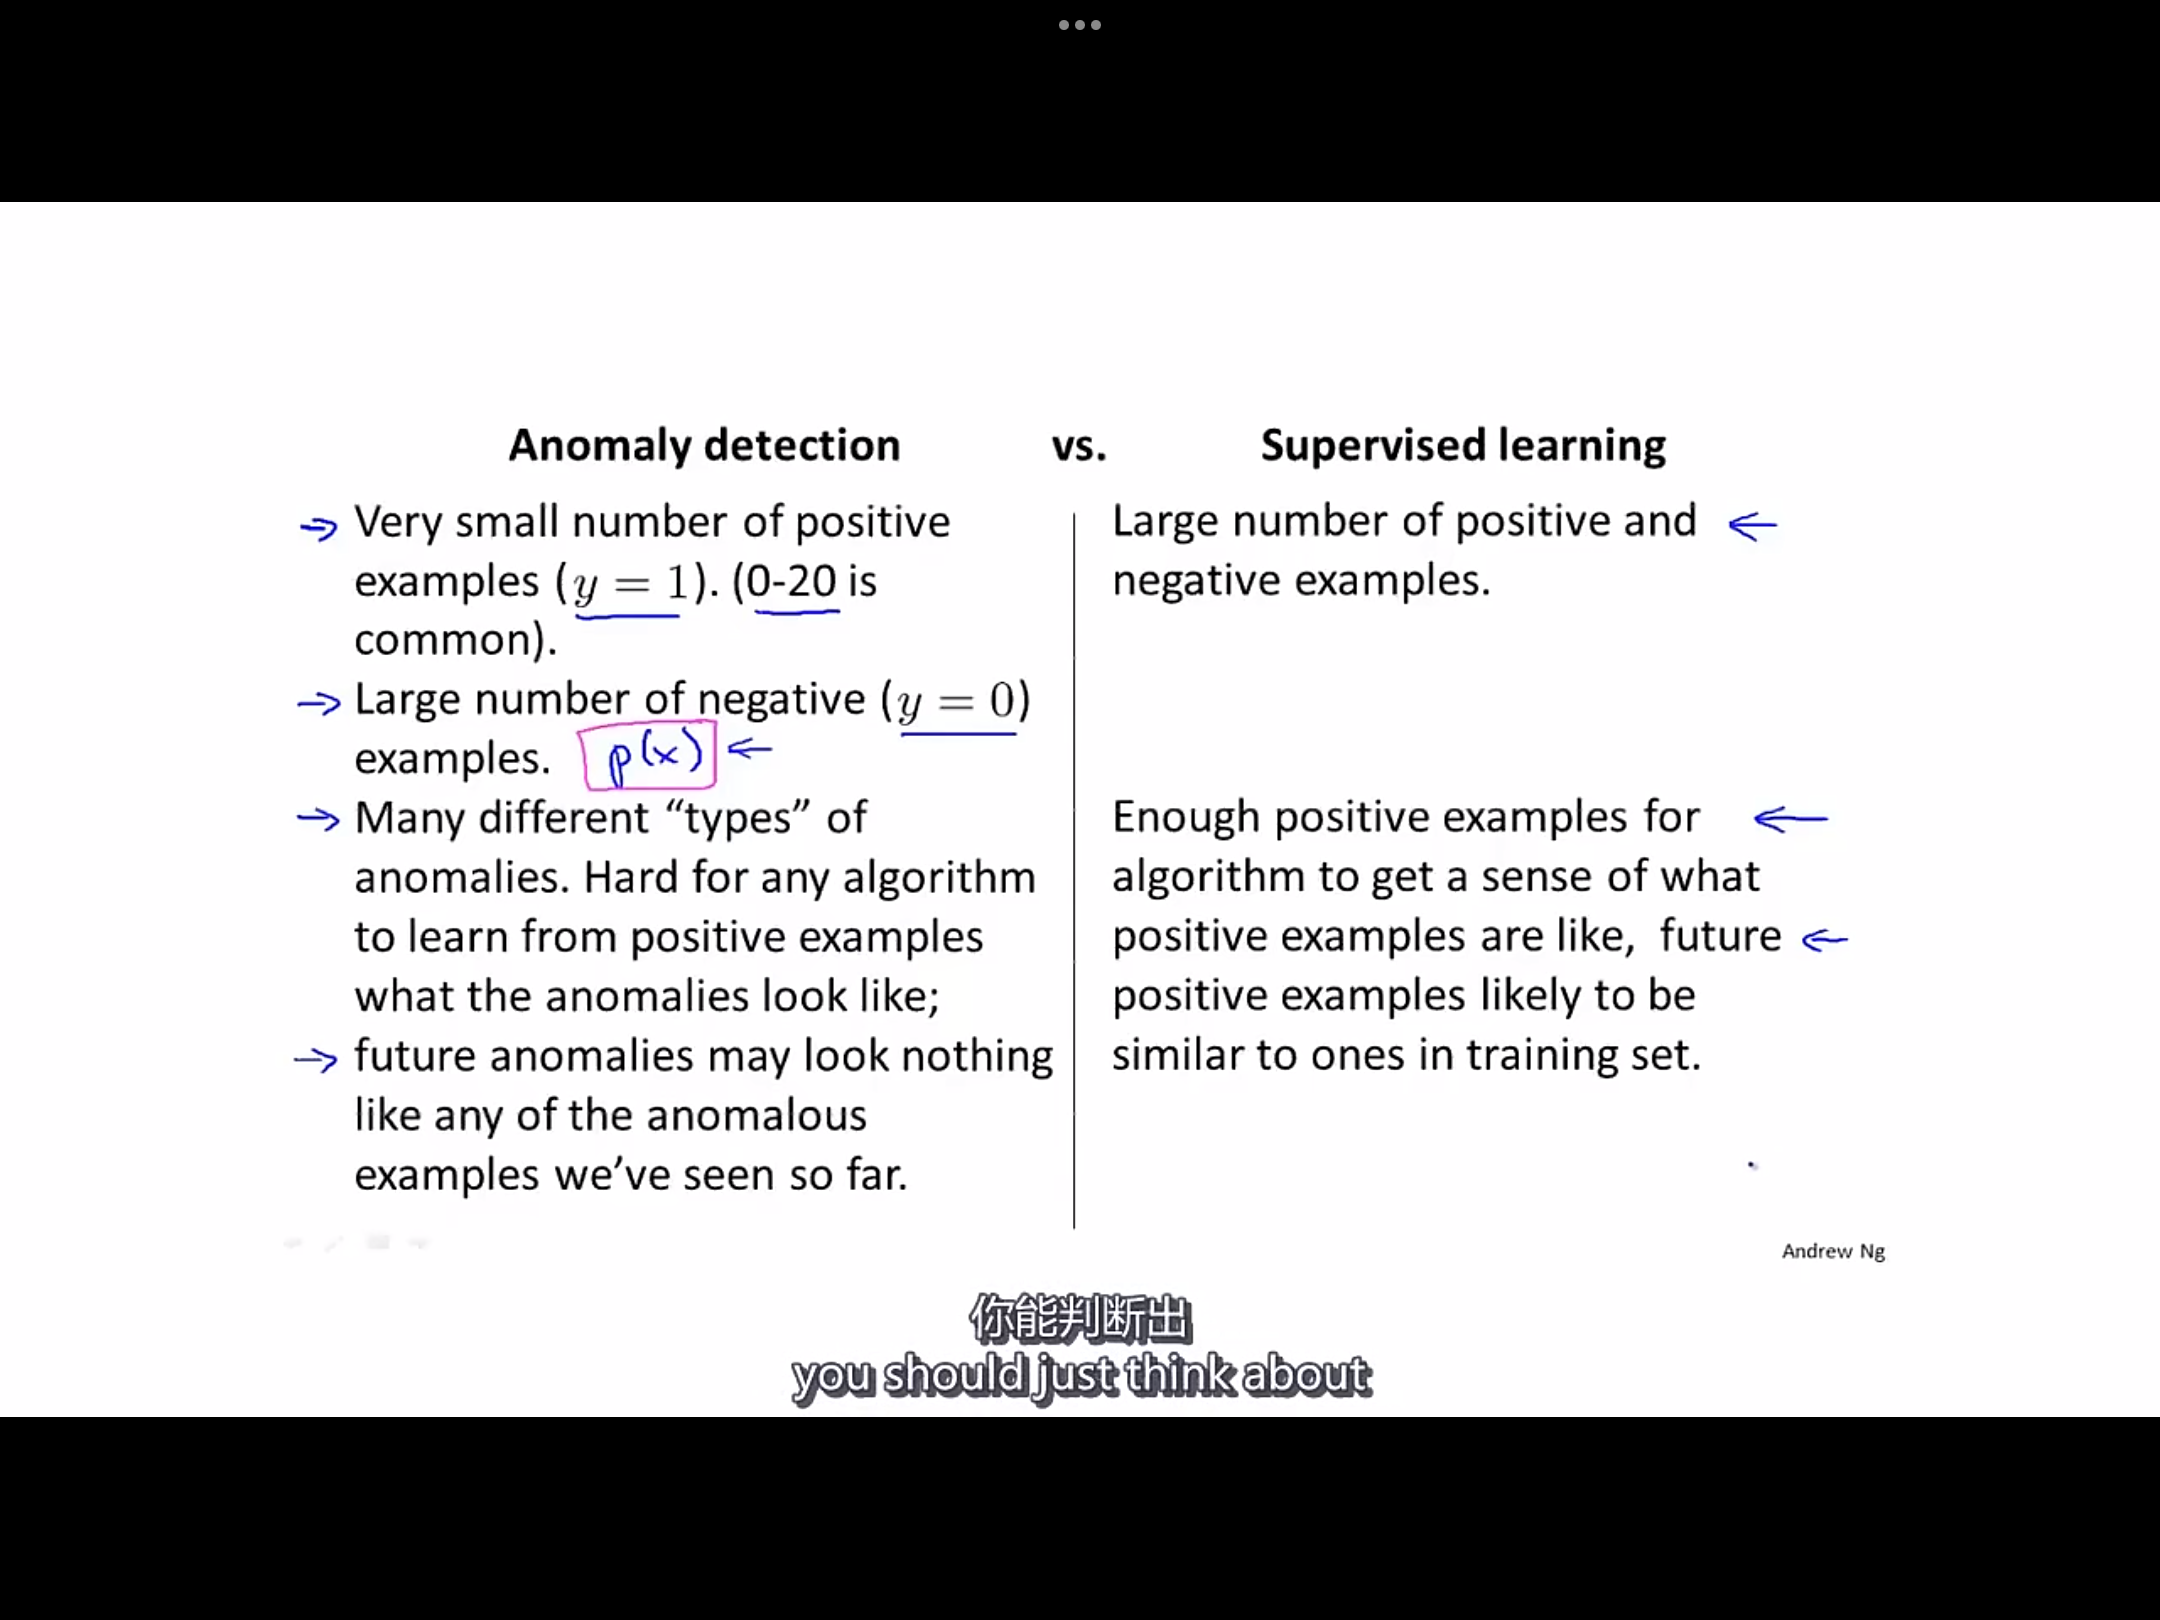 Anomaly detection vs. Supervised learning
Very small number of positive
examples (y = 1). (0-20 is
common).
Large number of negative (y = 0)
examples. p(x)
Many different “types” of
anomalies. Hard for any algorithm
to learn from positive examples
what the anomalies look like;
future anomalies may look nothing
like any of the anomalous
examples we’ve seen so far.
Large number of positive and
negative examples.
Enough positive examples for
algorithm to get a sense of what
positive examples are like, future
positive examples likely to be
similar to ones in training set.
Andrew Ng
你能判断出
you should just think about